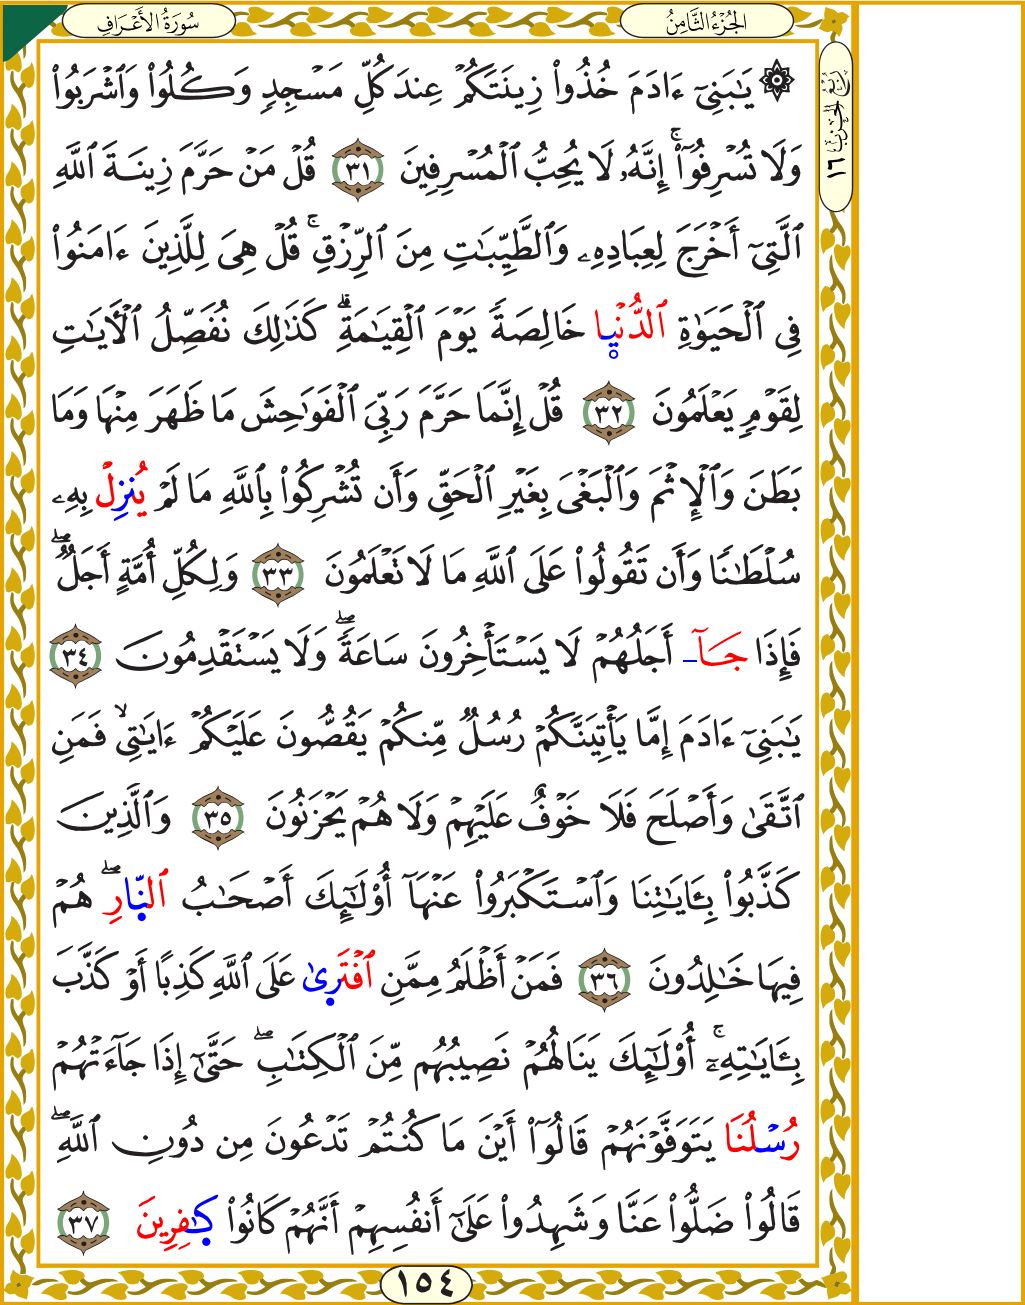 سُورَةُ الأَعْرَافِ
الجُزْءُ الثَّامِنُ
رُبُعُ الحِزْبِ ١٦
۞ يَٰبَنِىٓ ءَادَمَ خُذُوا۟ زِينَتَكُمْ عِندَ كُلِّ مَسْجِدٍ وَكُلُوا۟ وَٱشْرَبُوا۟
وَلَا تُسْرِفُوٓا۟ۚ إِنَّهُۥ لَا يُحِبُّ ٱلْمُسْرِفِينَ ٣١ قُلْ مَنْ حَرَّمَ زِينَةَ ٱللَّهِ
ٱلَّتِىٓ أَخْرَجَ لِعِبَادِهِۦ وَٱلطَّيِّبَٰتِ مِنَ ٱلرِّزْقِۚ قُلْ هِىَ لِلَّذِينَ ءَامَنُوا۟
فِى ٱلْحَيَوٰةِ ٱلدُّنْيا خَالِصَةً يَوْمَ ٱلْقِيَٰمَةِۗ كَذَٰلِكَ نُفَصِّلُ ٱلْأَيَٰتِ
لِقَوْمٍ يَعْلَمُونَ ٣٢ قُلْ إِنَّمَا حَرَّمَ رَبِّىَ ٱلْفَوَٰحِشَ مَا ظَهَرَ مِنْهَا وَمَا
بَطَنَ وَٱلْإِثْمَ وَٱلْبَغْىَ بِغَيْرِ ٱلْحَقِّ وَأَن تُشْرِكُوا۟ بِٱللَّهِ مَا لَمْ يُنزِلْ بِهِۦ
سُلْطَٰنًا وَأَن تَقُولُوا۟ عَلَى ٱللَّهِ مَا لَا تَعْلَمُونَ ٣٣ وَلِكُلِّ أُمَّةٍ أَجَلٌۖ
فَإِذَا جَآ أَجَلُهُمْ لَا يَسْتَأْخِرُونَ سَاعَةًۖ وَلَا يَسْتَقْدِمُونَ ٣٤
يَٰبَنِىٓ ءَادَمَ إِمَّا يَأْتِيَنَّكُمْ رُسُلٌ مِّنكُمْ يَقُصُّونَ عَلَيْكُمْ ءَايَٰتِىۙ فَمَنِ
ٱتَّقَىٰ وَأَصْلَحَ فَلَا خَوْفٌ عَلَيْهِمْ وَلَا هُمْ يَحْزَنُونَ ٣٥ وَٱلَّذِينَ
كَذَّبُوا۟ بِـَٔايَٰتِنَا وَٱسْتَكْبَرُوا۟ عَنْهَآ أُو۟لَٰٓئِكَ أَصْحَٰبُ ٱلنَّارِۖ هُمْ
فِيهَا خَٰلِدُونَ ٣٦ فَمَنْ أَظْلَمُ مِمَّنِ ٱفْتَرِىٰ عَلَى ٱللَّهِ كَذِبًا أَوْ كَذَّبَ
بِـَٔايَٰتِهِۦٓۚ أُو۟لَٰٓئِكَ يَنَالُهُمْ نَصِيبُهُم مِّنَ ٱلْكِتَٰبِۖ حَتَّىٰٓ إِذَا جَآءَتْهُمْ
رُسْلُنَا يَتَوَفَّوْنَهُمْ قَالُوٓا۟ أَيْنَ مَا كُنتُمْ تَدْعُونَ مِن دُونِ ٱللَّهِۖ
قَالُوا۟ ضَلُّوا۟ عَنَّا وَشَهِدُوا۟ عَلَىٰٓ أَنفُسِهِمْ أَنَّهُمْ كَانُوا۟ كَٰفِرِينَ ٣٧
١٥٤